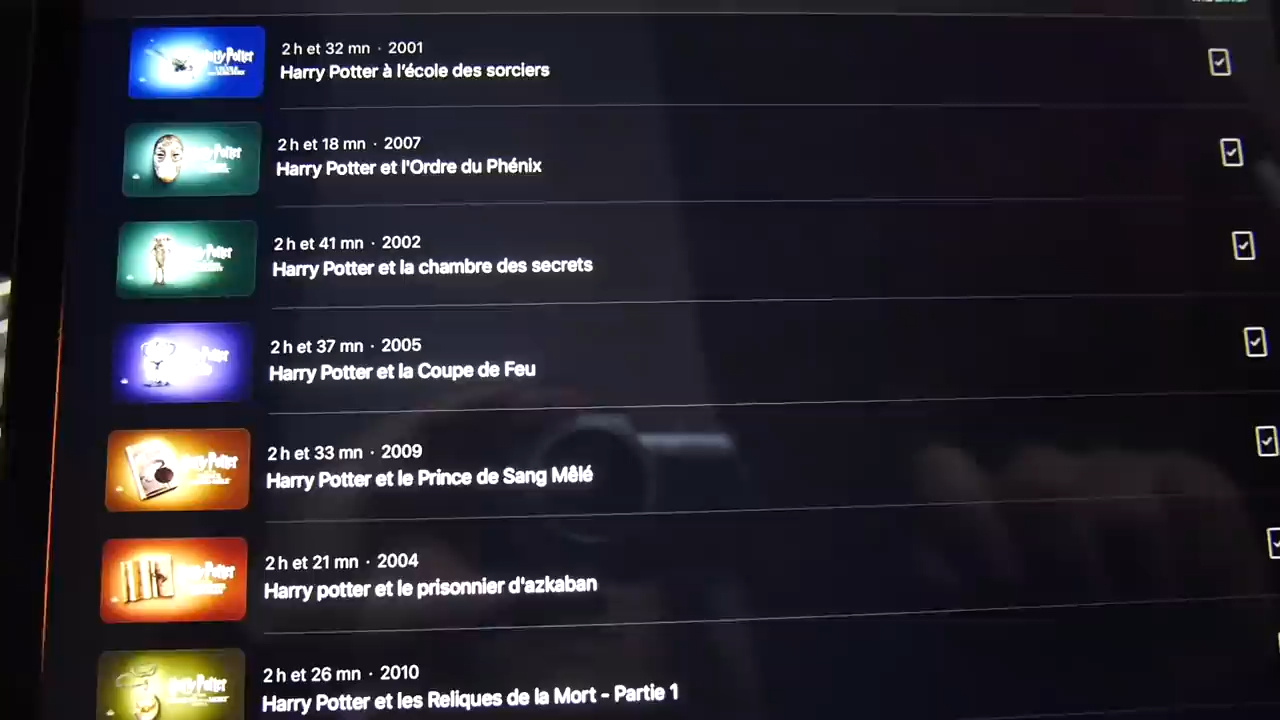 2 h et 32 mn · 2001
Harry Potter à l'école des sorciers
2 h et 18 mn · 2007
Harry Potter et l'Ordre du Phénix
2 h et 41 mn · 2002
Harry Potter et la chambre des secrets
2 h et 37 mn · 2005
Harry Potter et la Coupe de Feu
2 h et 33 mn · 2009
Harry Potter et le Prince de Sang Mêlé
2 h et 21 mn · 2004
Harry potter et le prisonnier d'azkaban
2 h et 26 mn · 2010
Harry Potter et les Reliques de la Mort - Partie 1